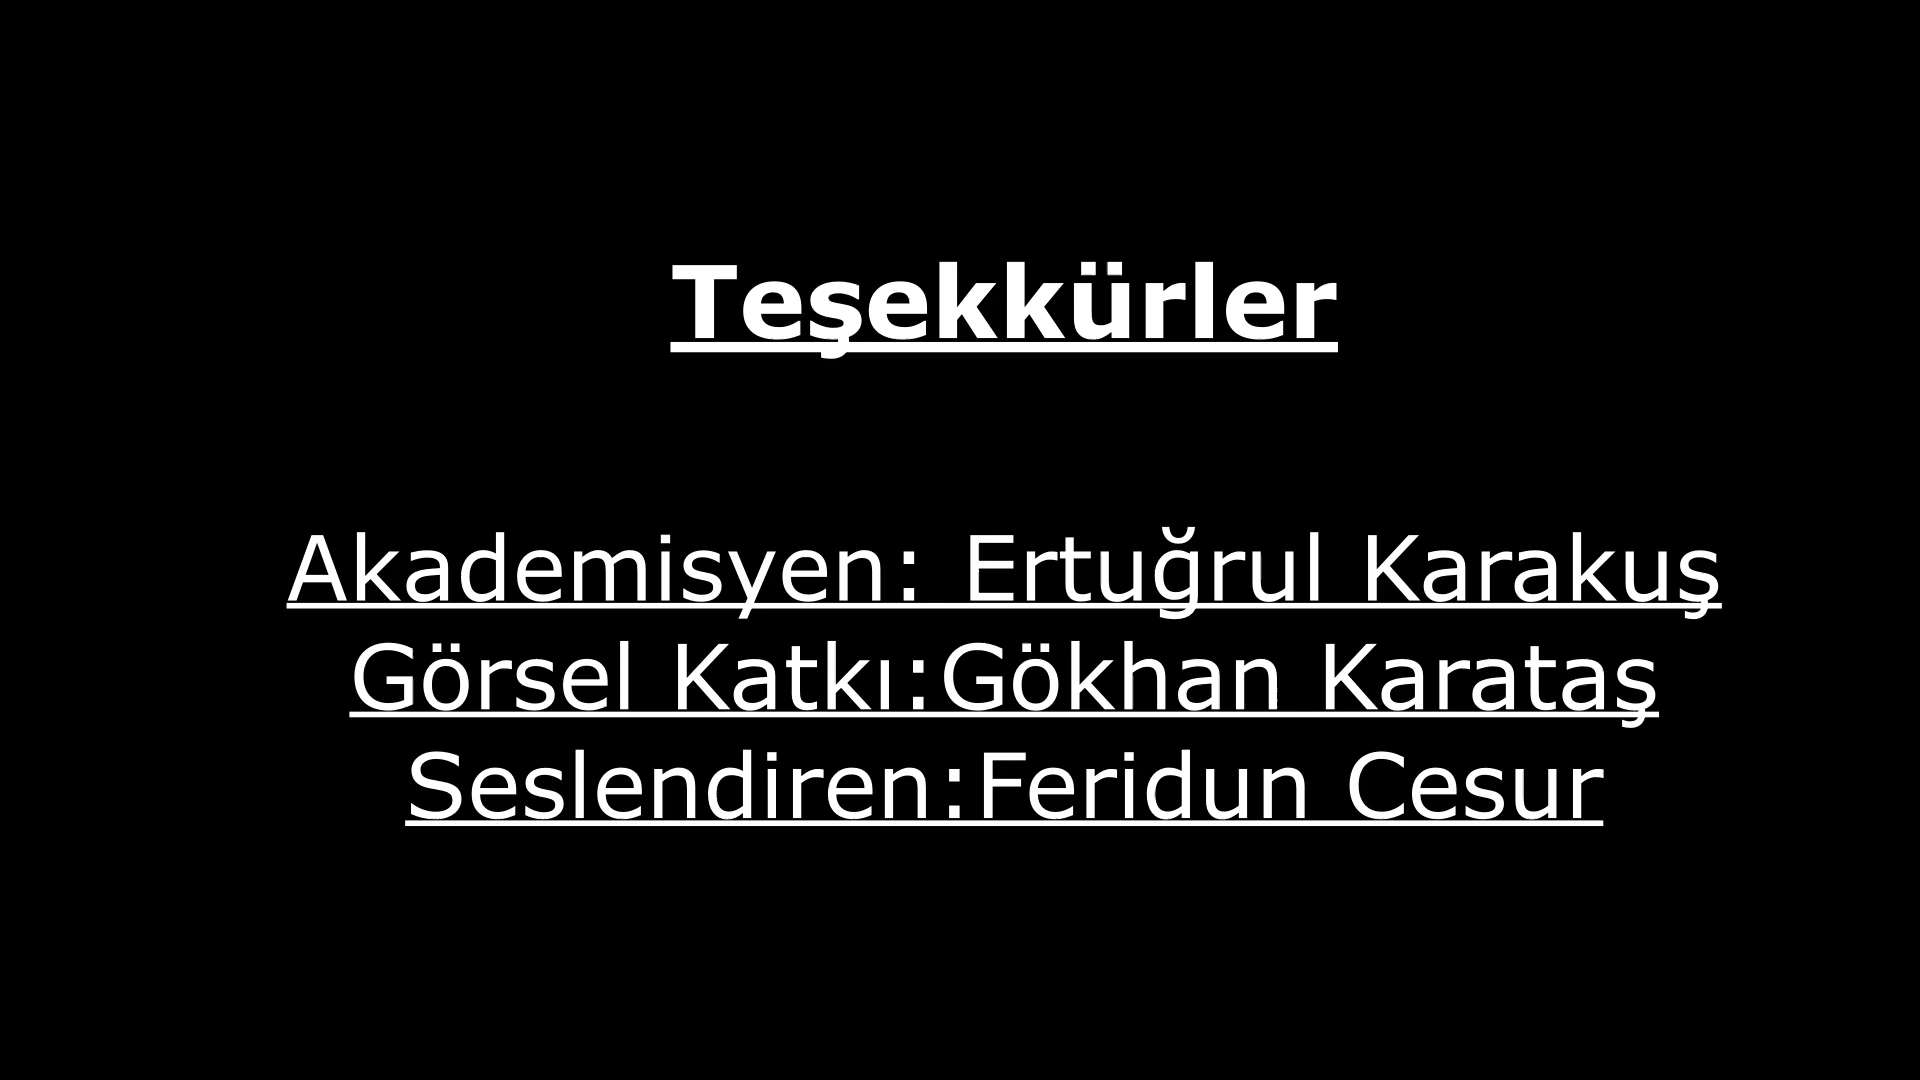 Teşekkürler
Akademisyen: Ertuğrul Karakuş
Görsel Katkı:Gökhan Karataş
Seslendiren:Feridun Cesur